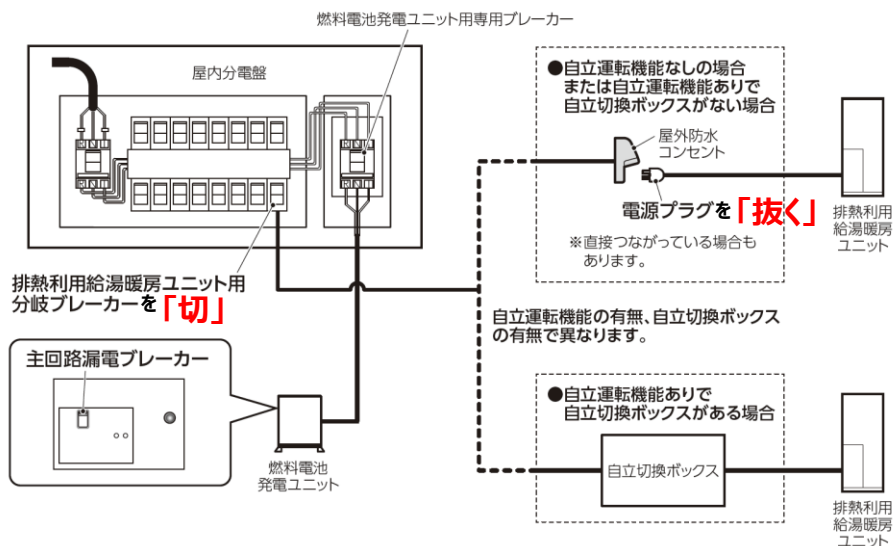 燃料電池発電ユニット用専用ブレーカー
屋内分電盤
●自立運転機能なしの場合
または自立運転機能ありで
自立切換ボックスがない場合
屋外防水
コンセント
電源プラグを「抜く」
※直接つながっている場合も
あります。
排熱利用
給湯暖房
ユニット
排熱利用給湯暖房ユニット用
分岐ブレーカーを「切」
自立運転機能の有無、自立切換ボックス
の有無で異なります。
主回路漏電ブレーカー
燃料電池
発電ユニット
●自立運転機能ありで
自立切換ボックスがある場合
自立切換ボックス
排熱利用
給湯暖房
ユニット